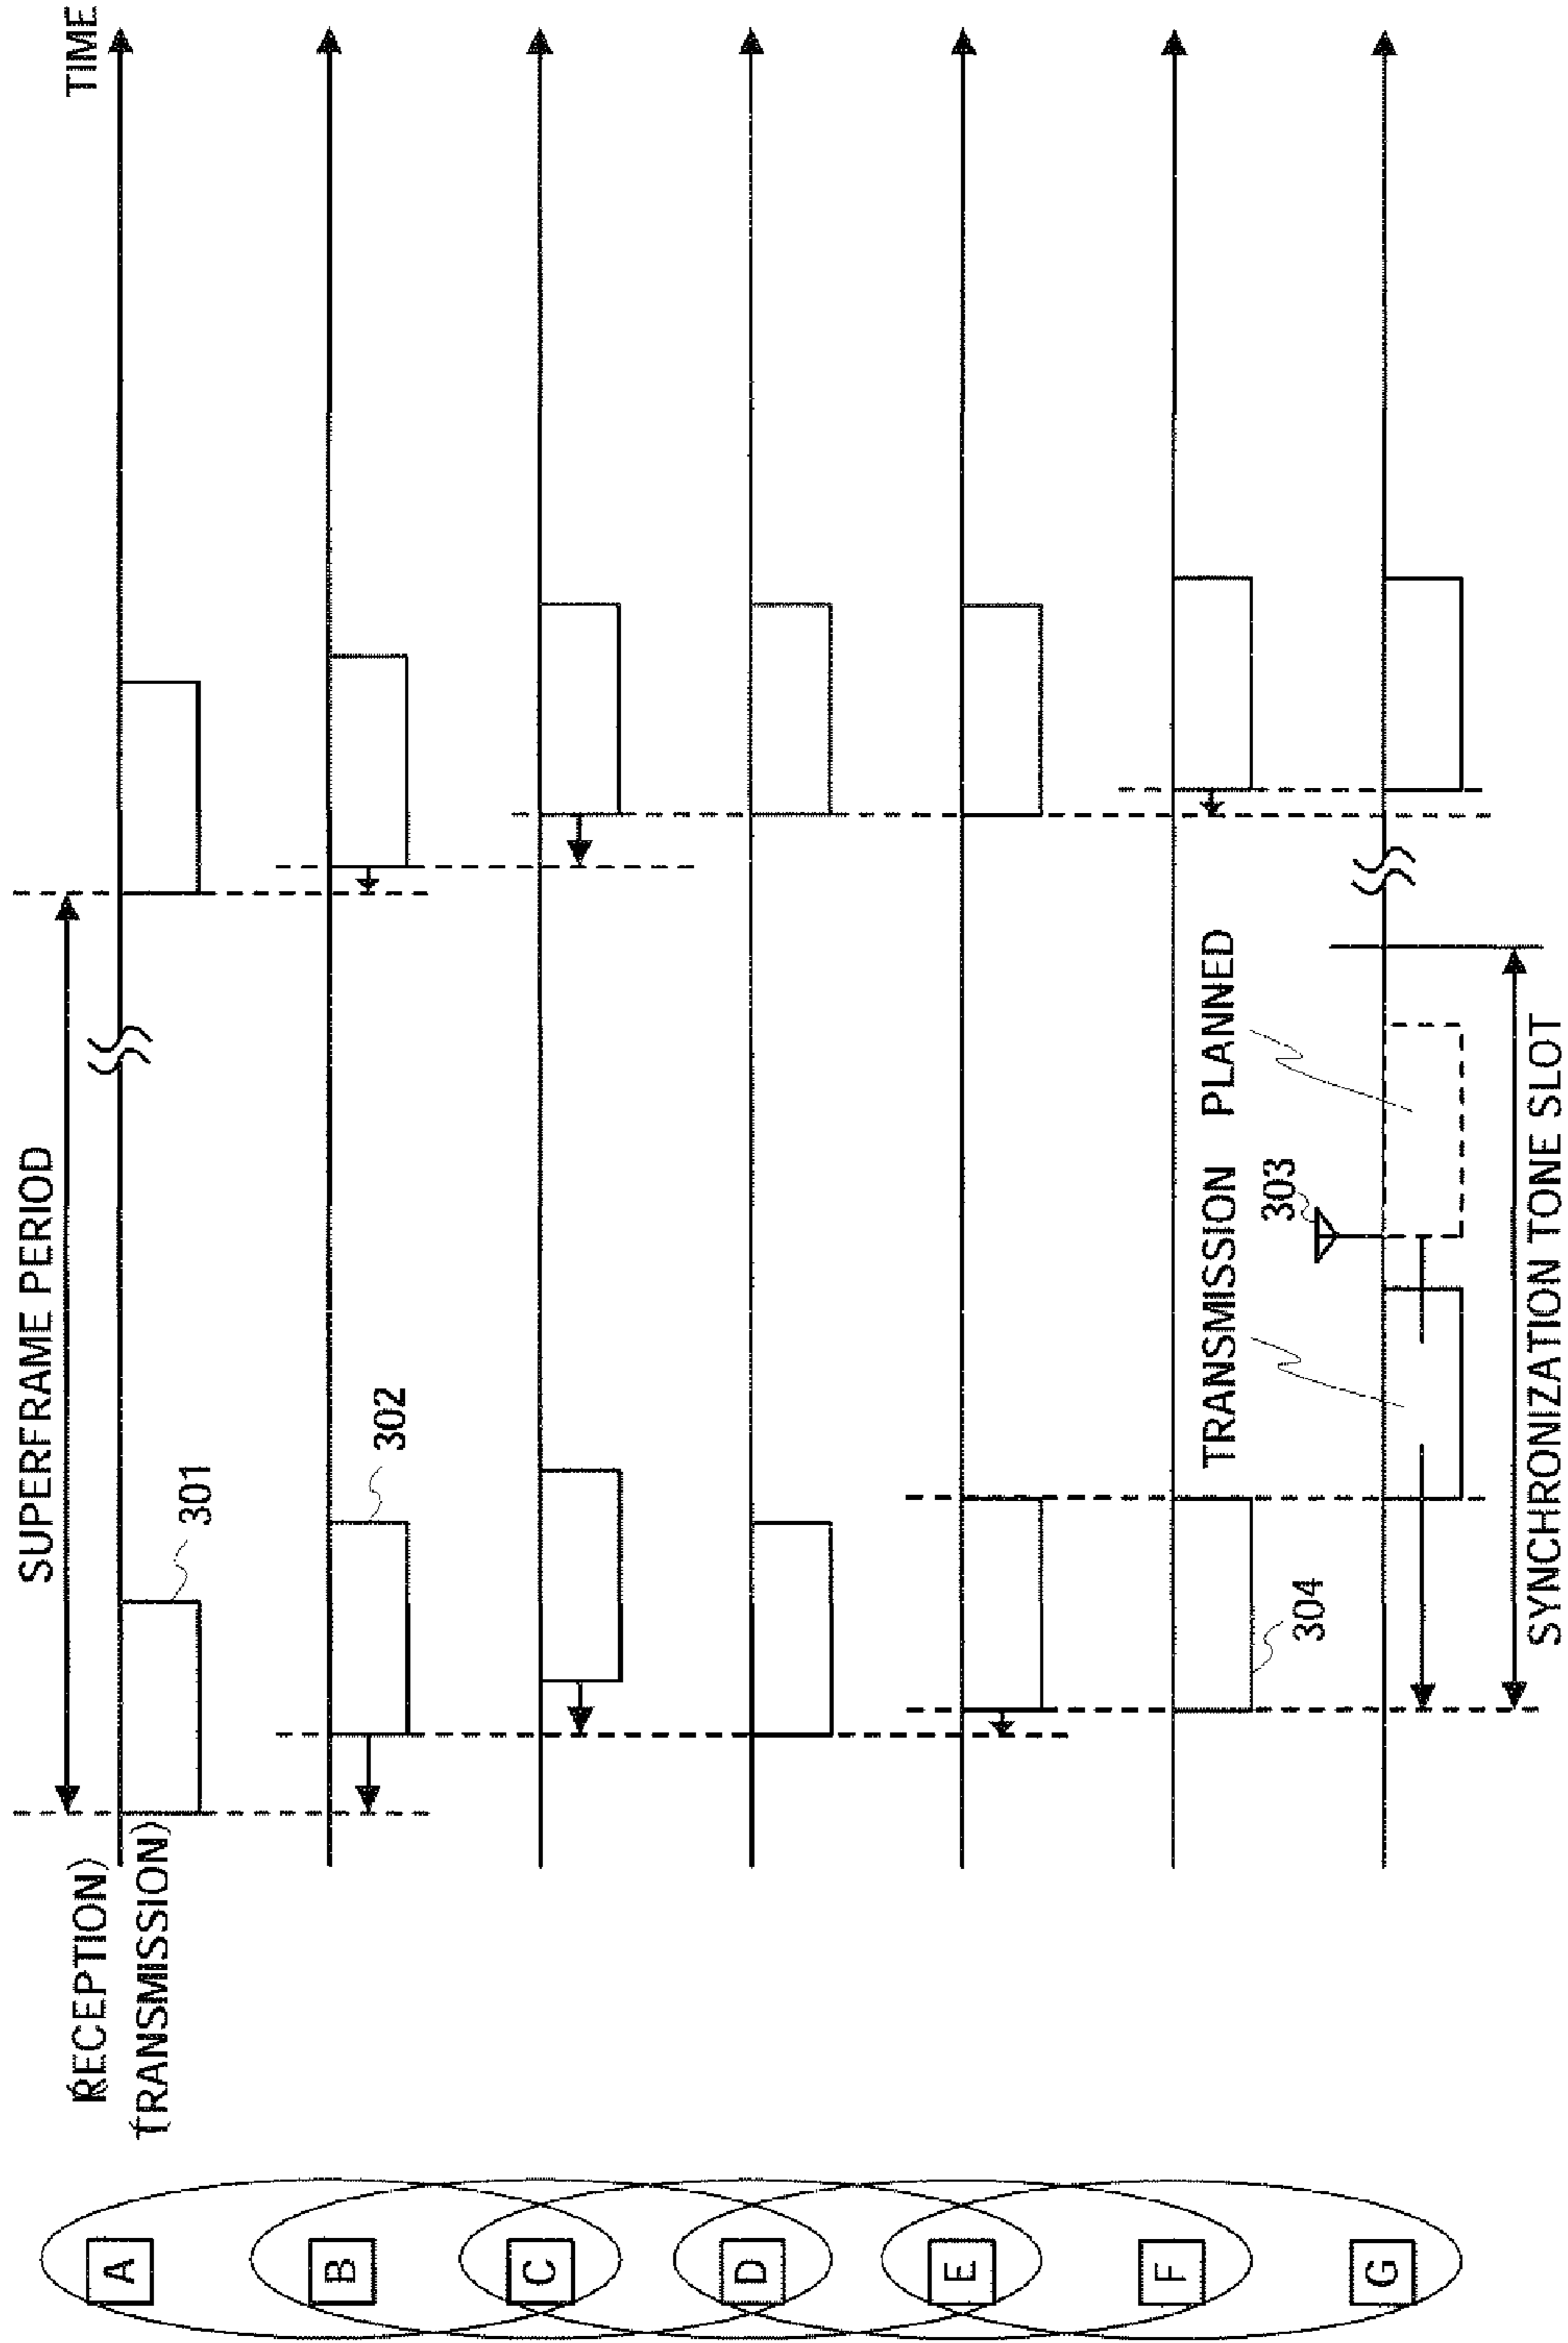 TIME
SUPERFRAME PERIOD
(RECEPTION)
(TRANSMISSION)
A
301
B
302
C
D
E
F
304
TRANSMISSION PLANNED
303
G
SYNCHRONIZATION TONE SLOT